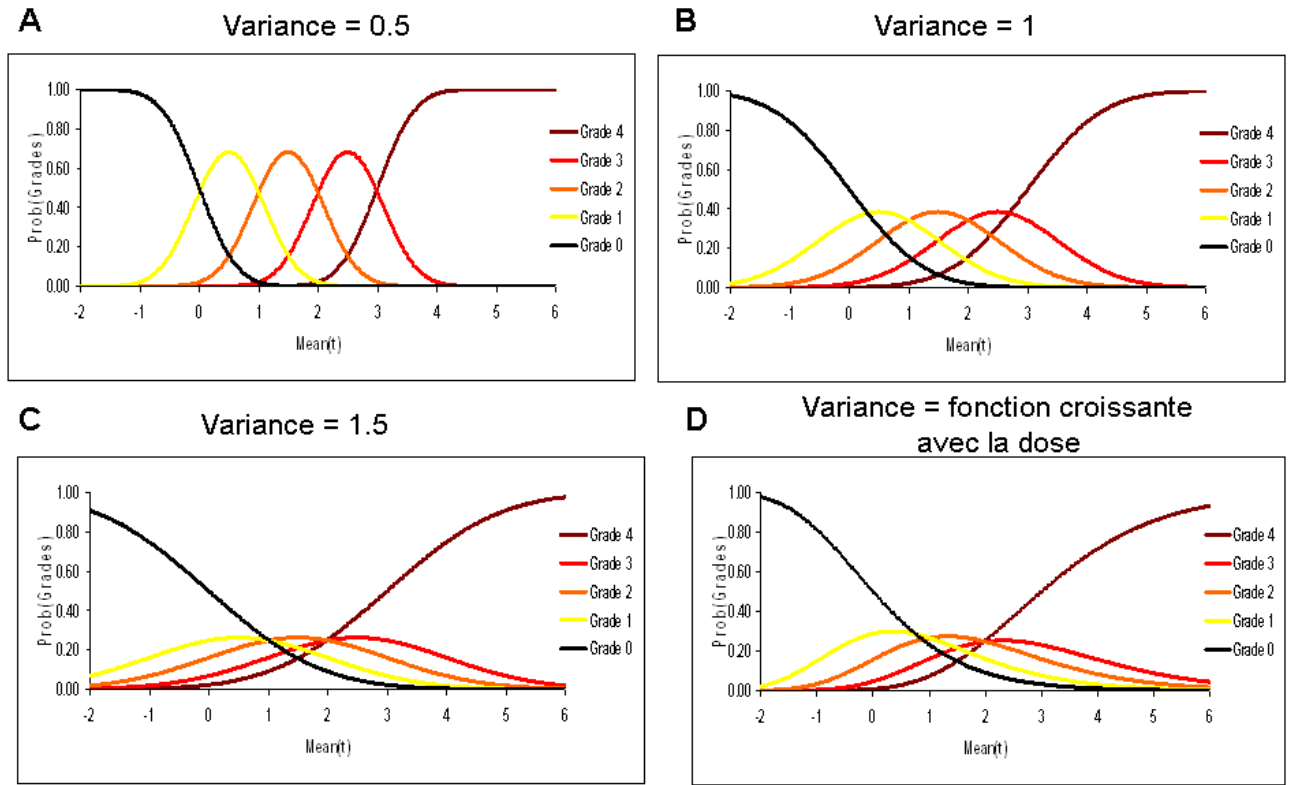 A
Variance = 0.5
Prob(Grades)
1.00
0.80
0.60
0.40
0.20
0.00
-2 -1 0 1 2 3 4 5 6
Mean(t)
Grade 4
Grade 3
Grade 2
Grade 1
Grade 0
B
Variance = 1
Prob(Grades)
1.00
0.80
0.60
0.40
0.20
0.00
-2 -1 0 1 2 3 4 5 6
Mean(t)
Grade 4
Grade 3
Grade 2
Grade 1
Grade 0
C
Variance = 1.5
Prob(Grades)
1.00
0.80
0.60
0.40
0.20
0.00
-2 -1 0 1 2 3 4 5 6
Mean(t)
Grade 4
Grade 3
Grade 2
Grade 1
Grade 0
D
Variance = fonction croissante
avec la dose
Prob(Grades)
1.00
0.80
0.60
0.40
0.20
0.00
-2 -1 0 1 2 3 4 5 6
Mean(t)
Grade 4
Grade 3
Grade 2
Grade 1
Grade 0